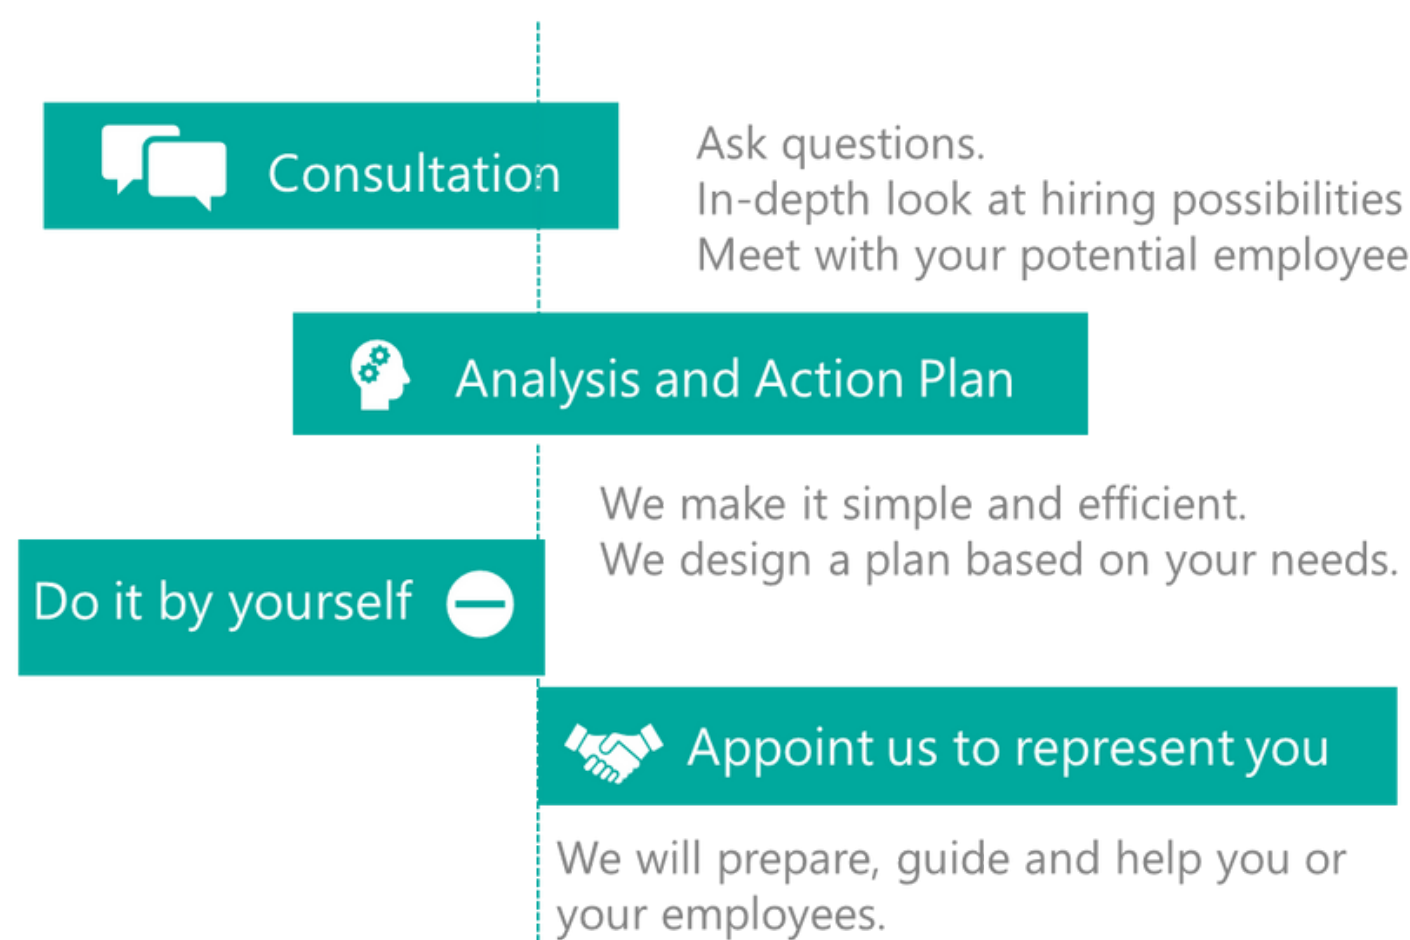 Consultation
Ask questions.
In-depth look at hiring possibilities
Meet with your potential employee
Analysis and Action Plan
We make it simple and efficient.
We design a plan based on your needs.
Do it by yourself
Appoint us to represent you
We will prepare, guide and help you or
your employees.